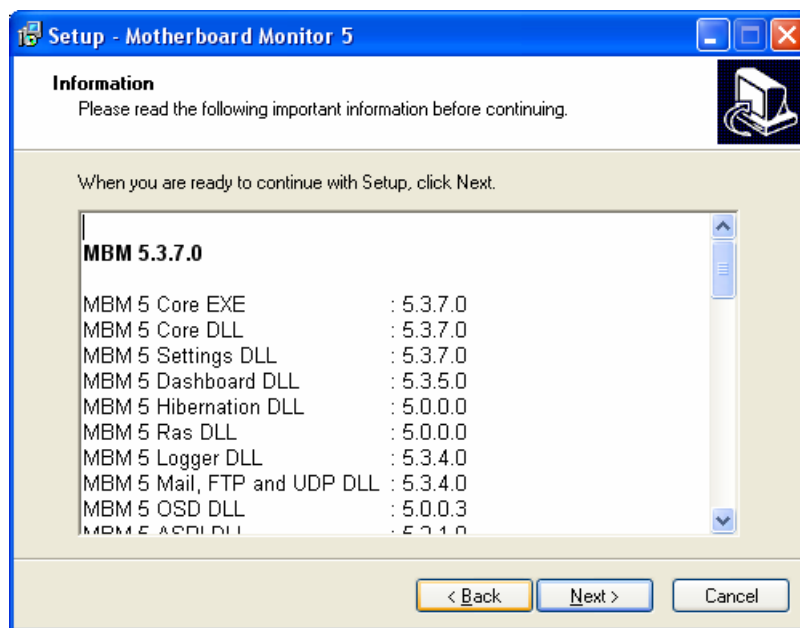 Setup - Motherboard Monitor 5
Information
Please read the following important information before continuing.
When you are ready to continue with Setup, click Next.
MBM 5.3.7.0
MBM 5 Core EXE : 5.3.7.0
MBM 5 Core DLL : 5.3.7.0
MBM 5 Settings DLL : 5.3.7.0
MBM 5 Dashboard DLL : 5.3.5.0
MBM 5 Hibernation DLL : 5.0.0.0
MBM 5 Ras DLL : 5.0.0.0
MBM 5 Logger DLL : 5.3.4.0
MBM 5 Mail, FTP and UDP DLL : 5.3.4.0
MBM 5 OSD DLL : 5.0.0.3
MBM 5
< Back
Next >
Cancel